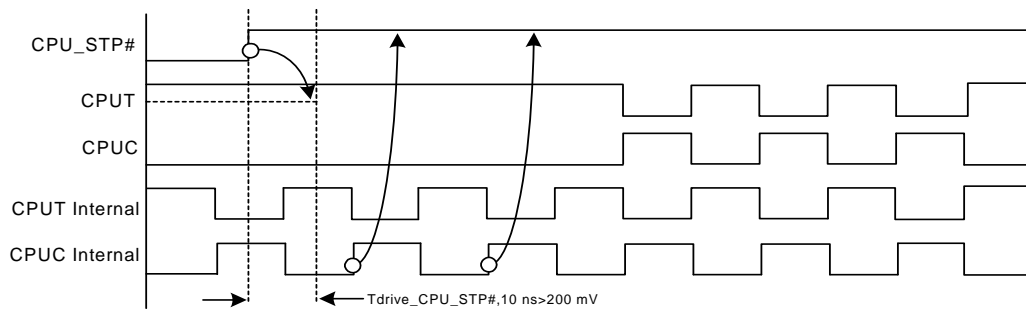 CPU_STP#
CPUT
CPUC
CPUT Internal
CPUC Internal
Tdrive_CPU_STP#,10 ns>200 mV